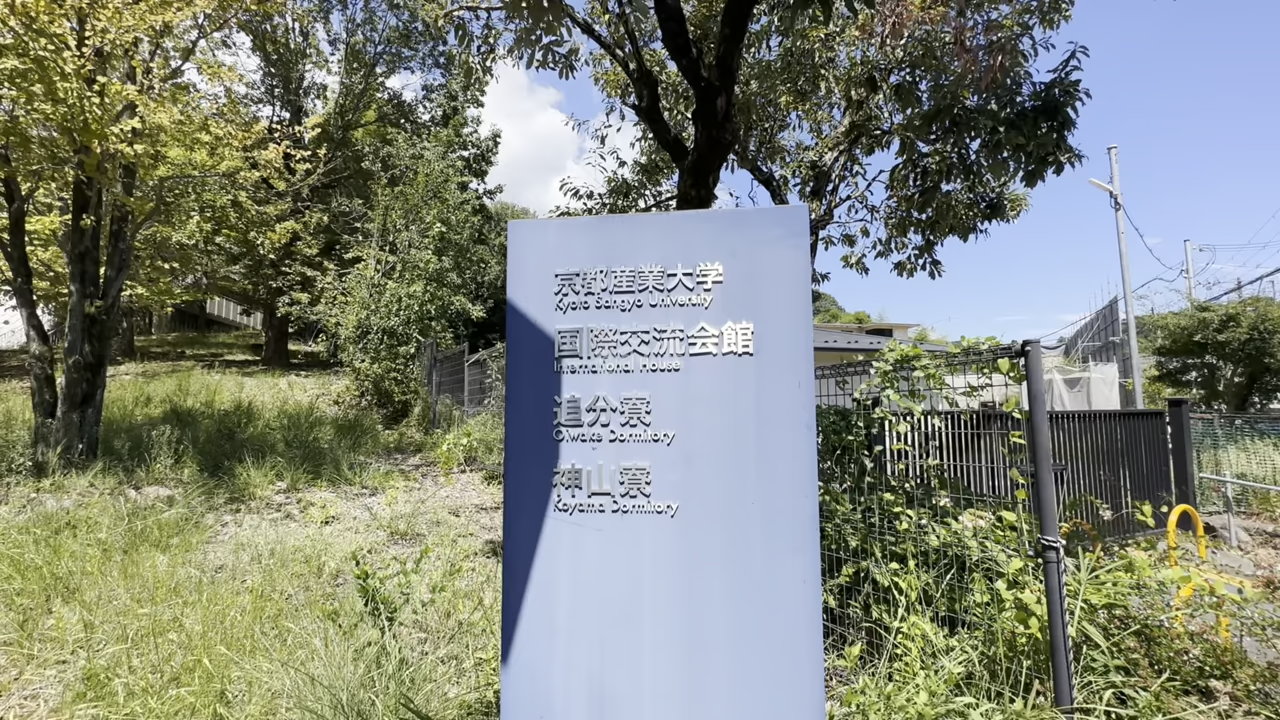 京都産業大学
Kyoto Sangyo University
国際交流会館
International House
追分寮
Oiwake Dormitory
神山寮
Koyama Dormitory